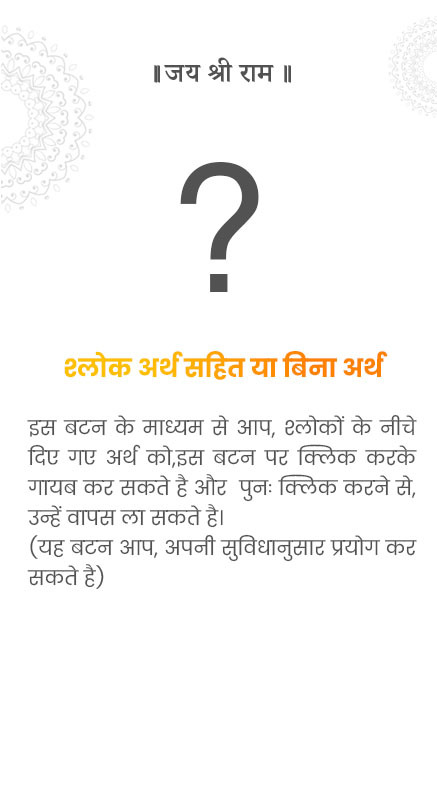 ॥जय श्री राम ॥
?
श्लोक अर्थ सहित या बिना अर्थ
इस बटन के माध्यम से आप, श्लोकों के नीचे
दिए गए अर्थ को,इस बटन पर क्लिक करके
गायब कर सकते है और पुनः क्लिक करने से,
उन्हें वापस ला सकते है।
(यह बटन आप, अपनी सुविधानुसार प्रयोग कर
सकते है)